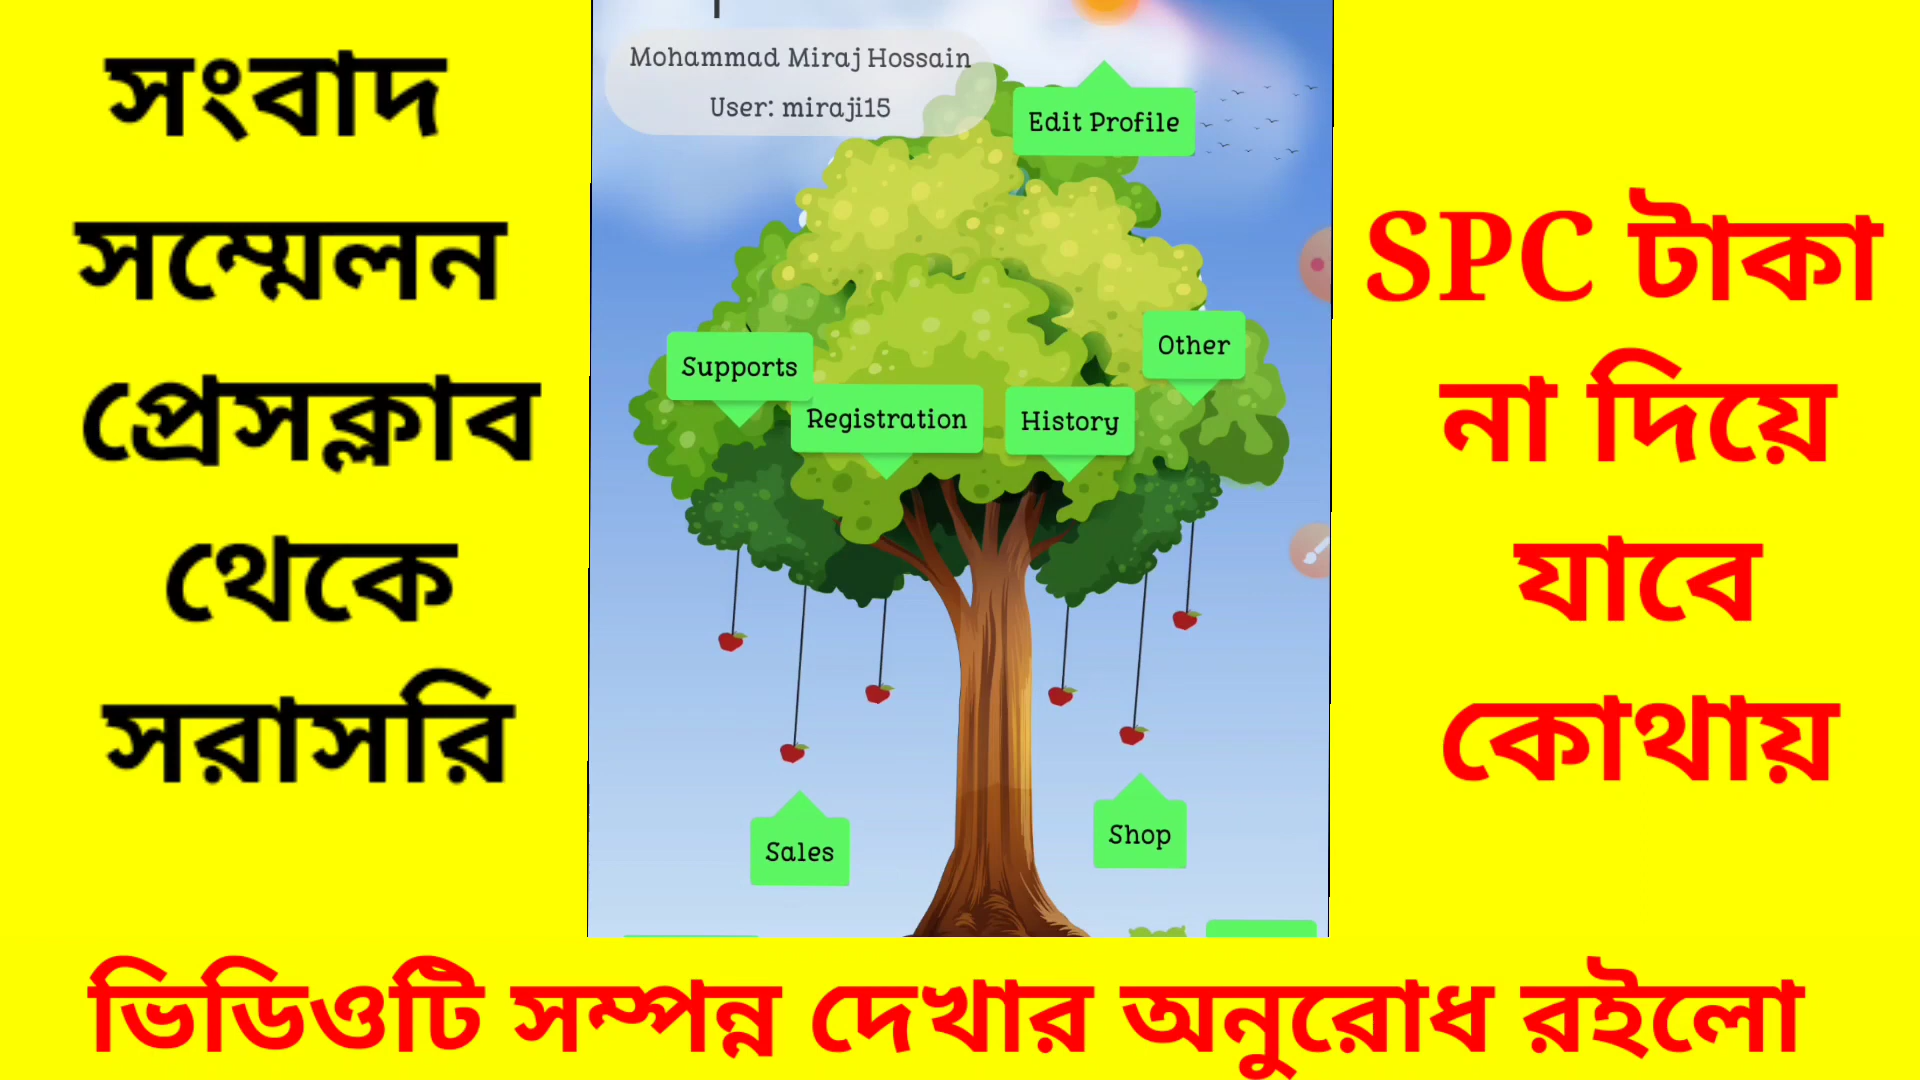 সংবাদ
সম্মেলন
প্রেসক্লাব
থেকে
সরাসরি
Mohammad Miraj Hossain
User: miraji15
Edit Profile
Other
Supports
Registration
History
Shop
Sales
SPC টাকা
না দিয়ে
যাবে
কোথায়
ভিডিওটি সম্পন্ন দেখার অনুরোধ রইলো